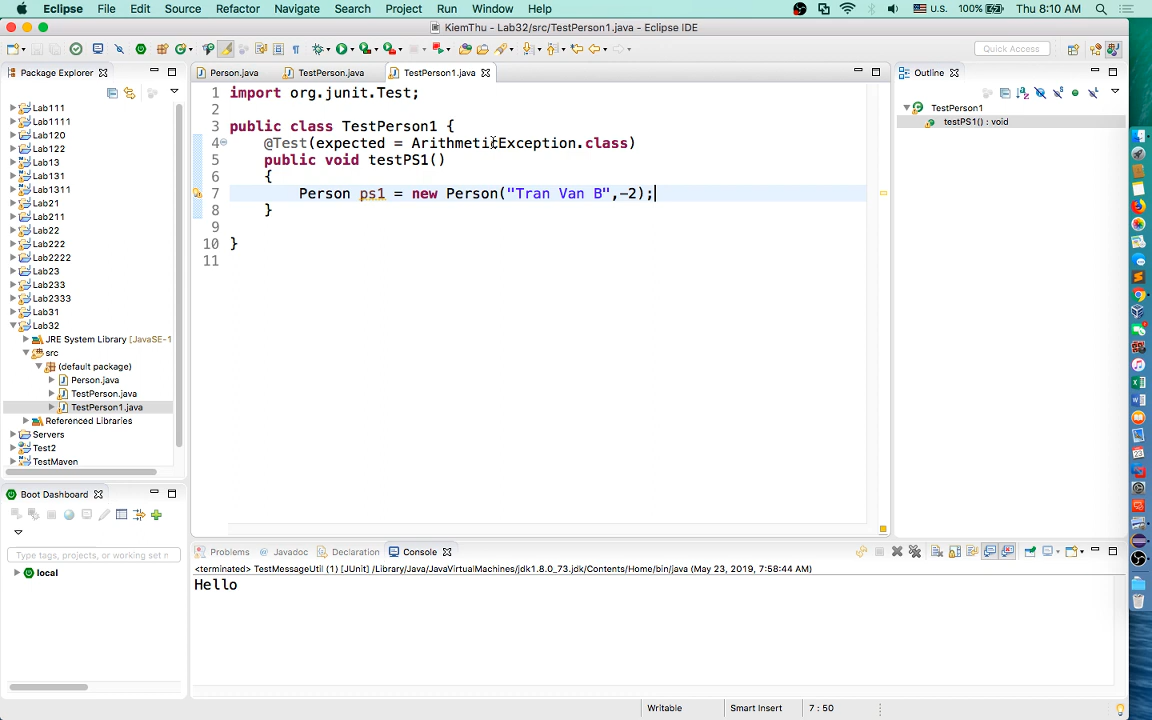 Eclipse File Edit Source Refactor Navigate Search Project Run Window Help 100% U.S. Thu 8:10 AM
KiemThu - Lab32/src/TestPerson1.java - Eclipse IDE
Quick Access
Package Explorer
Person.java TestPerson.java TestPerson1.java
Outline
Lab111
Lab1111
Lab120
Lab122
Lab13
Lab131
Lab1311
Lab21
Lab211
Lab22
Lab222
Lab2222
Lab23
Lab233
Lab2333
Lab31
Lab32
JRE System Library [JavaSE-1
src
(default package)
Person.java
TestPerson.java
TestPerson1.java
Referenced Libraries
Servers
Test2
TestMaven
1 import org.junit.Test;
2
3 public class TestPerson1 {
4 @Test(expected = ArithmeticException.class)
5 public void testPS1()
6 {
7 Person ps1 = new Person("Tran Van B",-2);
8 }
9
10 }
11
TestPerson1
testPS1() : void
Boot Dashboard
Type tags, projects, or working set n
local
Problems @ Javadoc Declaration Console
<terminated> TestMessageUtil (1) [JUnit] /Library/Java/JavaVirtualMachines/jdk1.8.0_73.jdk/Contents/Home/bin/java (May 23, 2019, 7:58:44 AM)
Hello
Writable Smart Insert 7 : 50